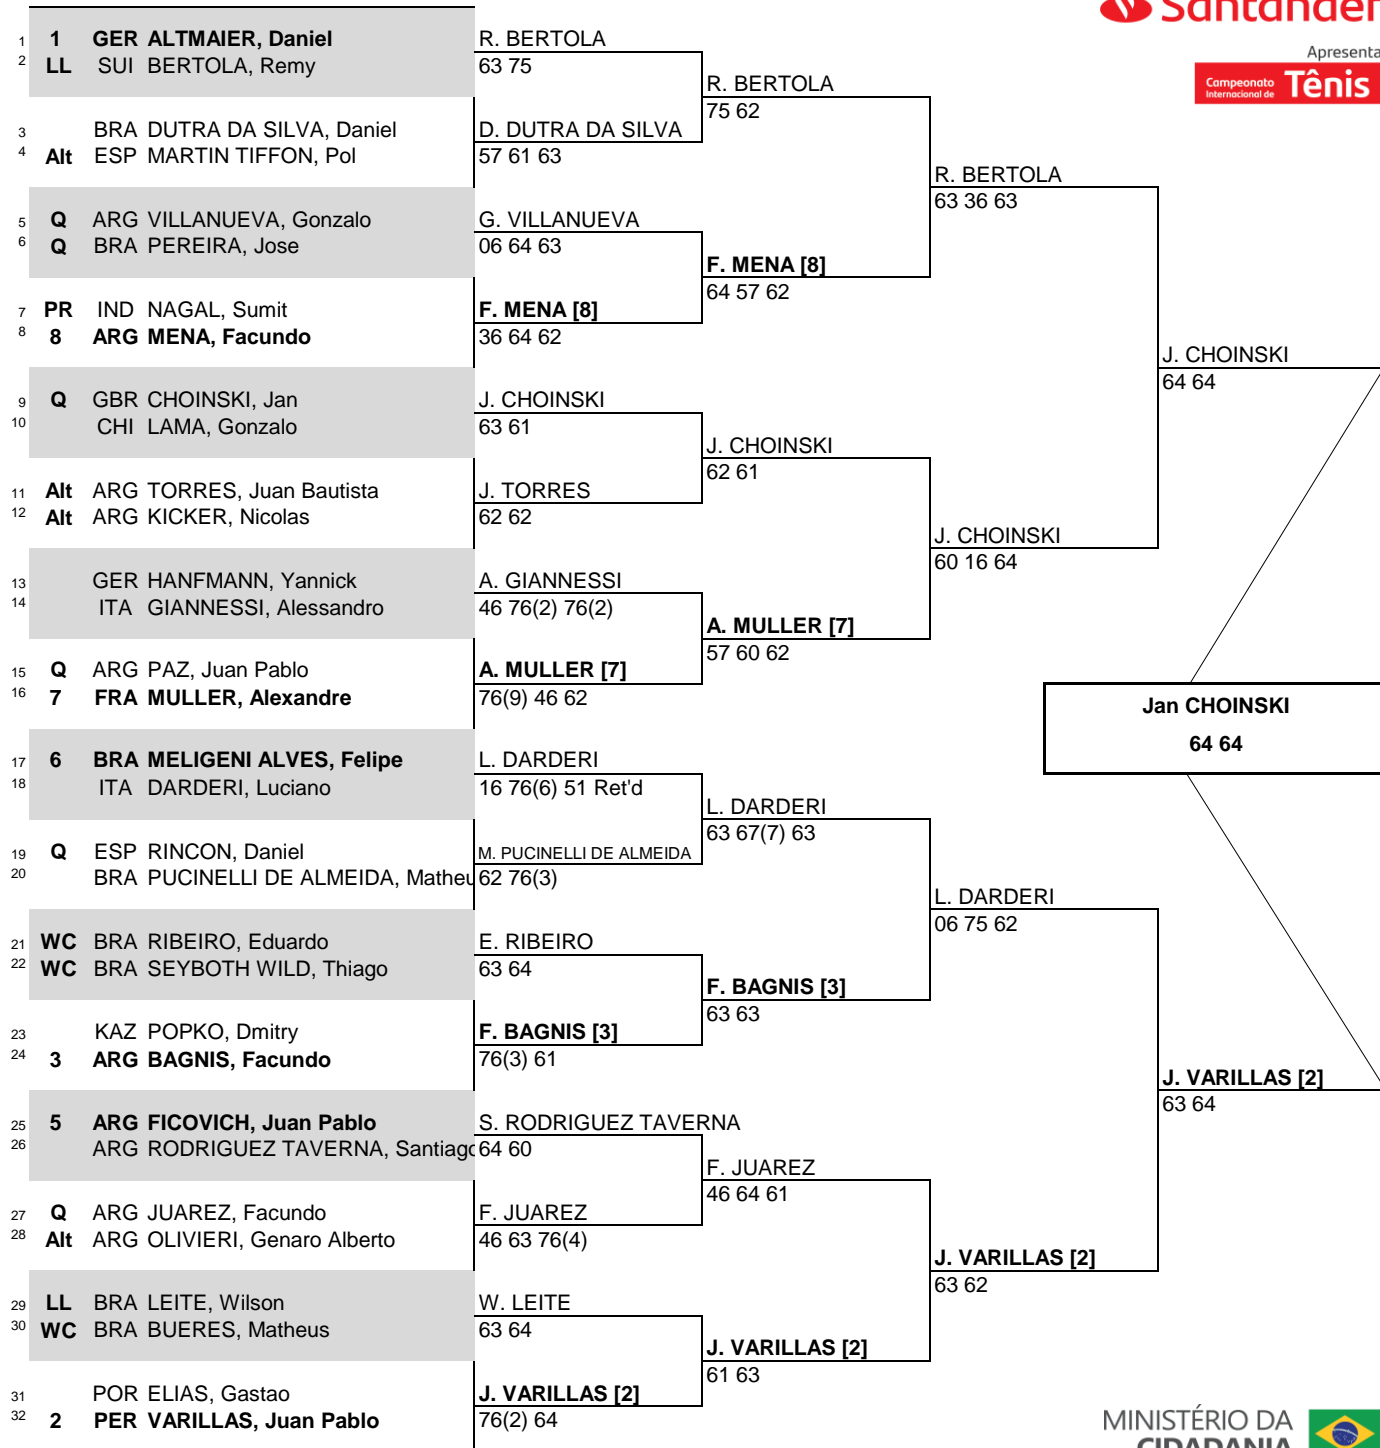 Santander
Apresenta
Campeonato Internacional de Tênis
1 1 GER ALTMAIER, Daniel
2 LL SUI BERTOLA, Remy
3 BRA DUTRA DA SILVA, Daniel
4 Alt ESP MARTIN TIFFON, Pol
5 Q ARG VILLANUEVA, Gonzalo
6 Q BRA PEREIRA, Jose
7 PR IND NAGAL, Sumit
8 8 ARG MENA, Facundo
9 Q GBR CHOINSKI, Jan
10 CHI LAMA, Gonzalo
11 Alt ARG TORRES, Juan Bautista
12 Alt ARG KICKER, Nicolas
13 GER HANFMANN, Yannick
14 ITA GIANNESSI, Alessandro
15 Q ARG PAZ, Juan Pablo
16 7 FRA MULLER, Alexandre
17 6 BRA MELIGENI ALVES, Felipe
18 ITA DARDERI, Luciano
19 Q ESP RINCON, Daniel
20 BRA PUCINELLI DE ALMEIDA, Matheu
21 WC BRA RIBEIRO, Eduardo
22 WC BRA SEYBOTH WILD, Thiago
23 KAZ POPKO, Dmitry
24 3 ARG BAGNIS, Facundo
25 5 ARG FICOVICH, Juan Pablo
26 ARG RODRIGUEZ TAVERNA, Santiago
27 Q ARG JUAREZ, Facundo
28 Alt ARG OLIVIERI, Genaro Alberto
29 LL BRA LEITE, Wilson
30 WC BRA BUERES, Matheus
31 POR ELIAS, Gastao
32 2 PER VARILLAS, Juan Pablo
R. BERTOLA
63 75
D. DUTRA DA SILVA
57 61 63
G. VILLANUEVA
06 64 63
F. MENA [8]
36 64 62
J. CHOINSKI
63 61
J. TORRES
62 62
A. GIANNESSI
46 76(2) 76(2)
A. MULLER [7]
76(9) 46 62
L. DARDERI
16 76(6) 51 Ret'd
M. PUCINELLI DE ALMEIDA
62 76(3)
E. RIBEIRO
63 64
F. BAGNIS [3]
76(3) 61
S. RODRIGUEZ TAVERNA
64 60
F. JUAREZ
46 63 76(4)
W. LEITE
63 64
J. VARILLAS [2]
76(2) 64
R. BERTOLA
75 62
F. MENA [8]
64 57 62
J. CHOINSKI
62 61
A. MULLER [7]
57 60 62
L. DARDERI
63 67(7) 63
F. BAGNIS [3]
63 63
F. JUAREZ
46 64 61
J. VARILLAS [2]
61 63
R. BERTOLA
63 36 63
J. CHOINSKI
60 16 64
L. DARDERI
06 75 62
J. VARILLAS [2]
63 62
J. CHOINSKI
64 64
J. VARILLAS [2]
63 64
Jan CHOINSKI
64 64
MINISTÉRIO DA
CIDADANIA